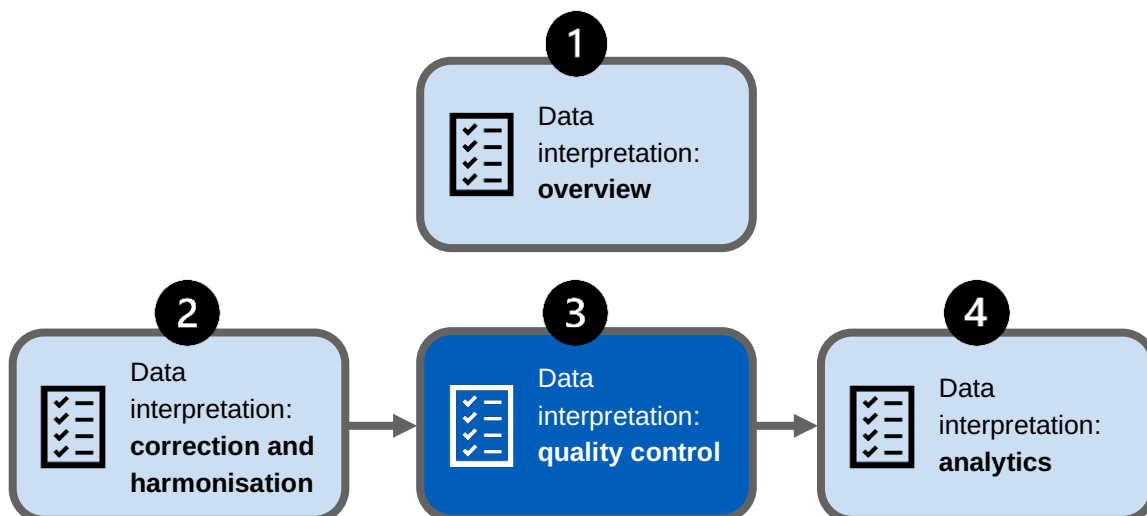 1
Data
interpretation:
overview
2
Data
interpretation:
correction and
harmonisation
3
Data
interpretation:
quality control
4
Data
interpretation:
analytics